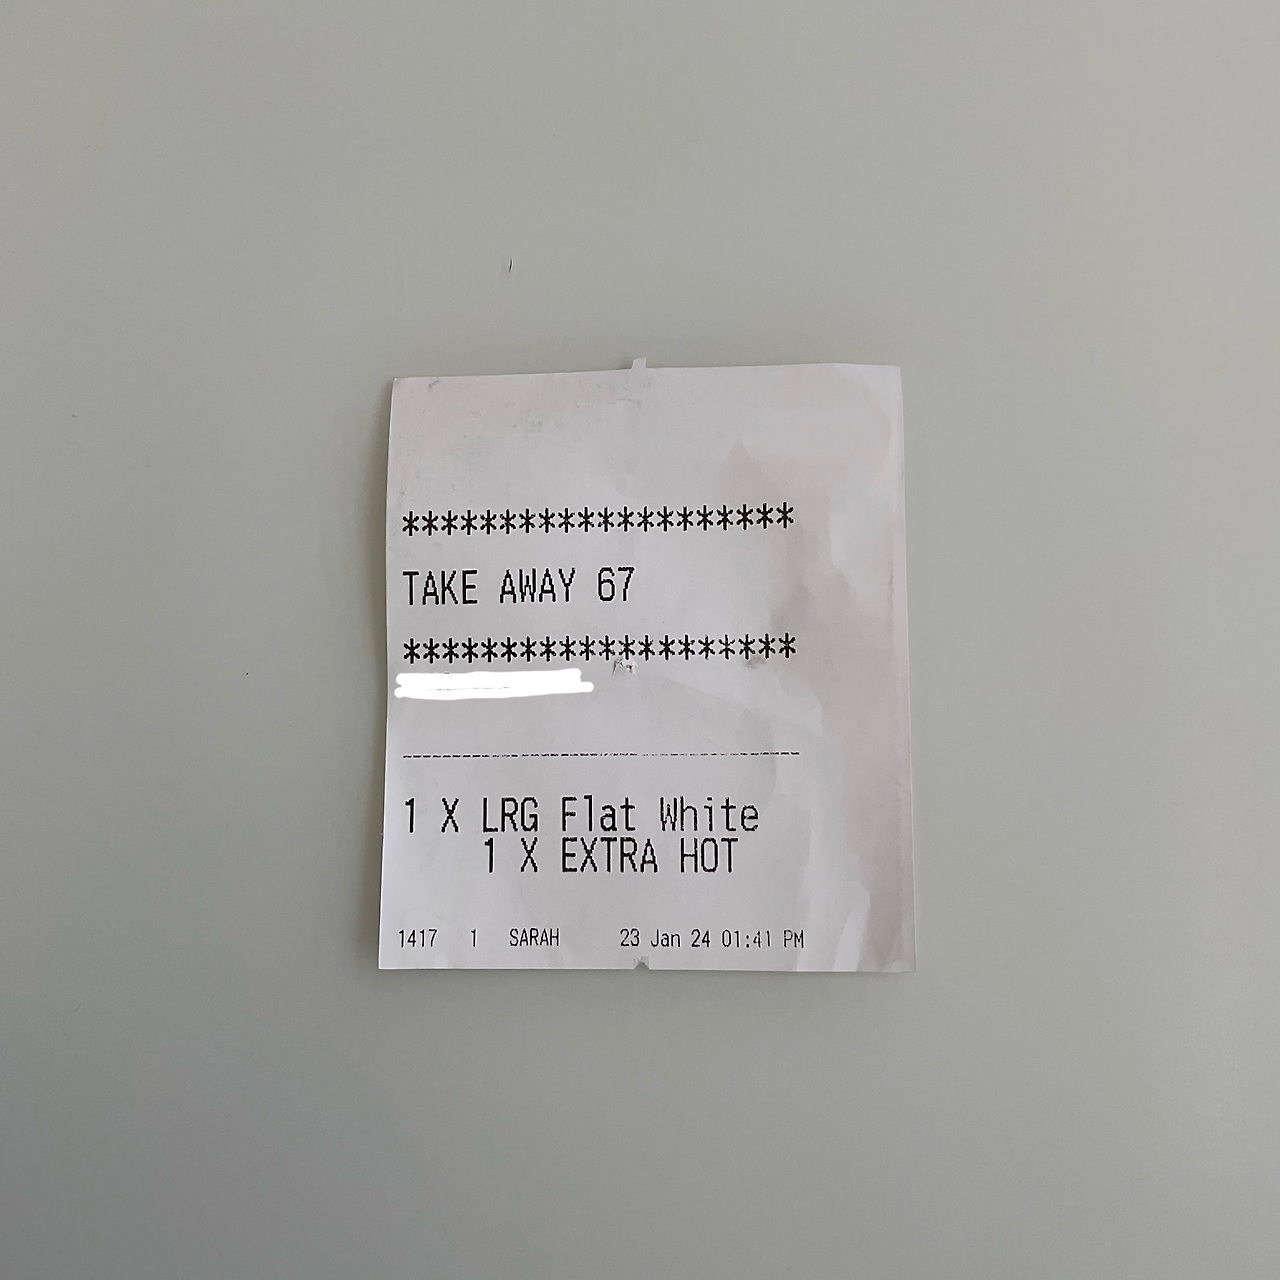 ********************
TAKE AWAY 67
********************
----------------------------------------
1 X LRG Flat White
1 X EXTRA HOT
1417 1 SARAH 23 Jan 24 01:41 PM